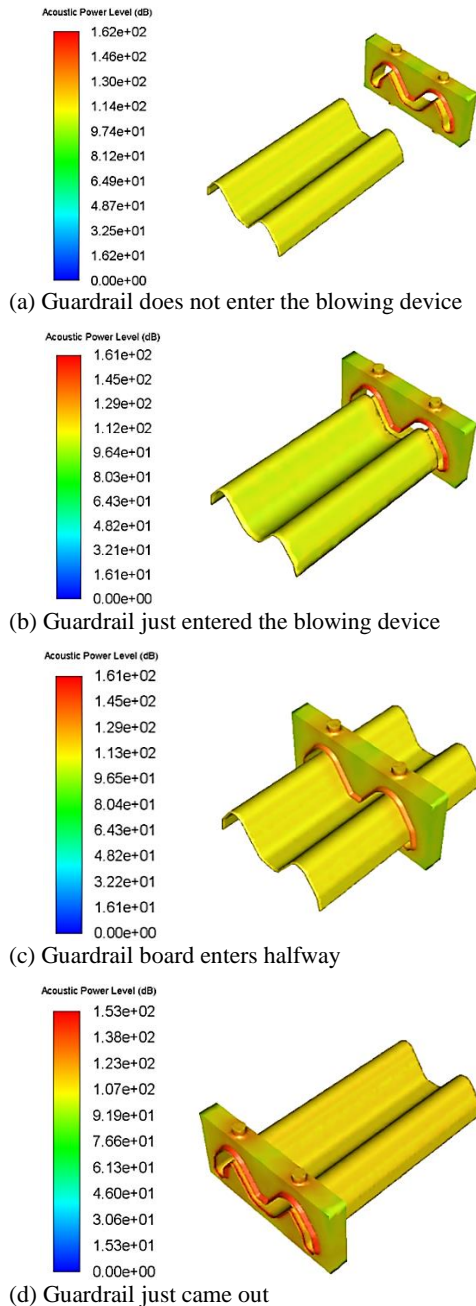 Acoustic Power Level (dB)
1.62e+02
1.46e+02
1.30e+02
1.14e+02
9.74e+01
8.12e+01
6.49e+01
4.87e+01
3.25e+01
1.62e+01
0.00e+00
(a) Guardrail does not enter the blowing device
Acoustic Power Level (dB)
1.61e+02
1.45e+02
1.29e+02
1.12e+02
9.64e+01
8.03e+01
6.43e+01
4.82e+01
3.21e+01
1.61e+01
0.00e+00
(b) Guardrail just entered the blowing device
Acoustic Power Level (dB)
1.61e+02
1.45e+02
1.29e+02
1.13e+02
9.65e+01
8.04e+01
6.43e+01
4.82e+01
3.22e+01
1.61e+01
0.00e+00
(c) Guardrail board enters halfway
Acoustic Power Level (dB)
1.53e+02
1.38e+02
1.23e+02
1.07e+02
9.19e+01
7.66e+01
6.13e+01
4.60e+01
3.06e+01
1.53e+01
0.00e+00
(d) Guardrail just came out